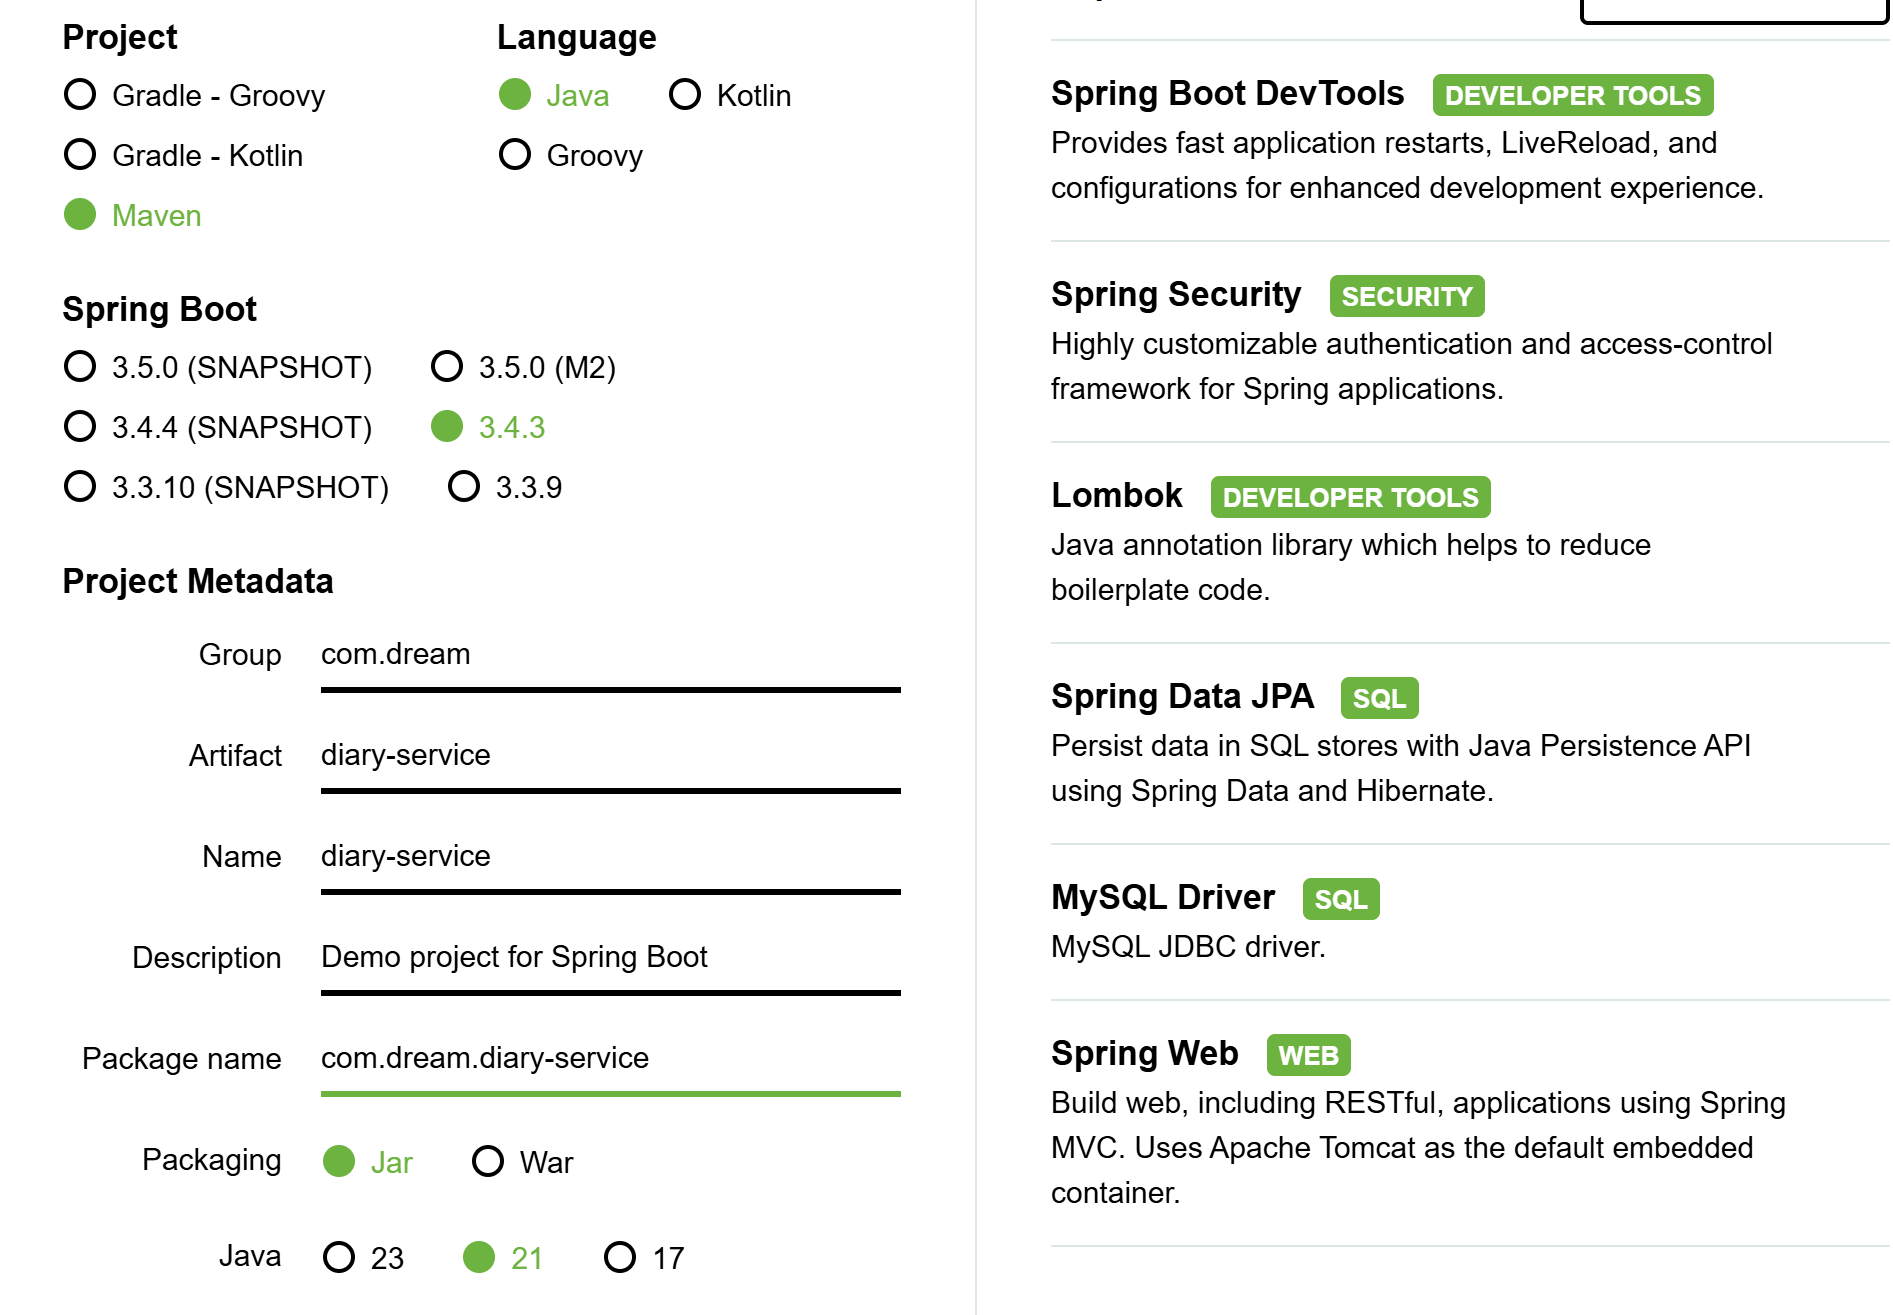 Project
Gradle - Groovy
Gradle - Kotlin
Maven
Language
Java
Kotlin
Groovy
Spring Boot
3.5.0 (SNAPSHOT)
3.5.0 (M2)
3.4.4 (SNAPSHOT)
3.4.3
3.3.10 (SNAPSHOT)
3.3.9
Project Metadata
Group com.dream
Artifact diary-service
Name diary-service
Description Demo project for Spring Boot
Package name com.dream.diary-service
Packaging Jar War
Java 23 21 17
Spring Boot DevTools DEVELOPER TOOLS
Provides fast application restarts, LiveReload, and
configurations for enhanced development experience.
Spring Security SECURITY
Highly customizable authentication and access-control
framework for Spring applications.
Lombok DEVELOPER TOOLS
Java annotation library which helps to reduce
boilerplate code.
Spring Data JPA SQL
Persist data in SQL stores with Java Persistence API
using Spring Data and Hibernate.
MySQL Driver SQL
MySQL JDBC driver.
Spring Web WEB
Build web, including RESTful, applications using Spring
MVC. Uses Apache Tomcat as the default embedded
container.